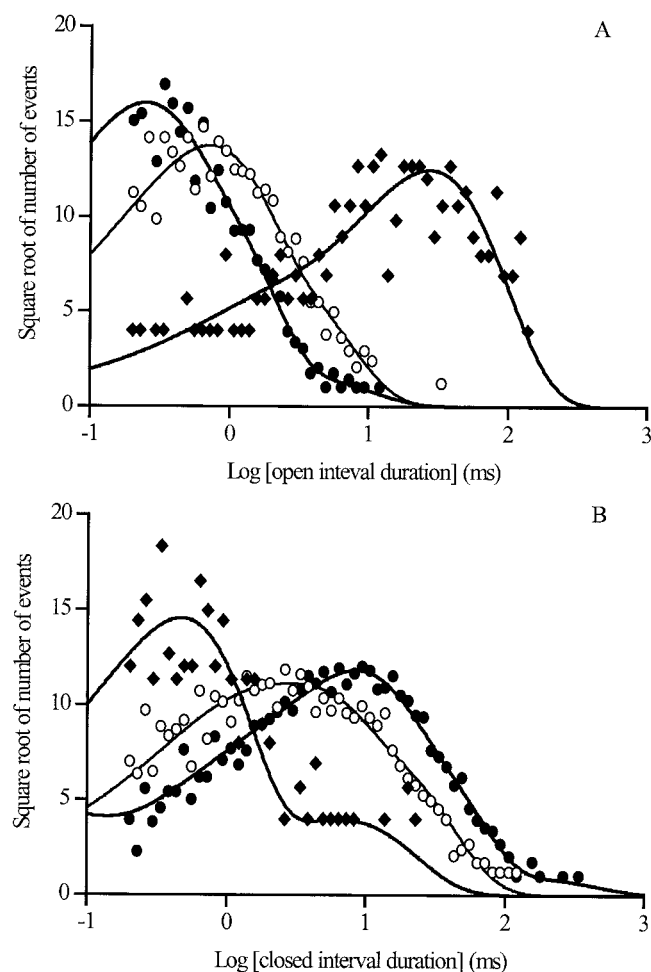 A
20
15
10
5
0
Square root of number of events
-1 0 1 2 3
Log [open inteval duration] (ms)
B
20
15
10
5
0
Square root of number of events
-1 0 1 2 3
Log [closed interval duration] (ms)